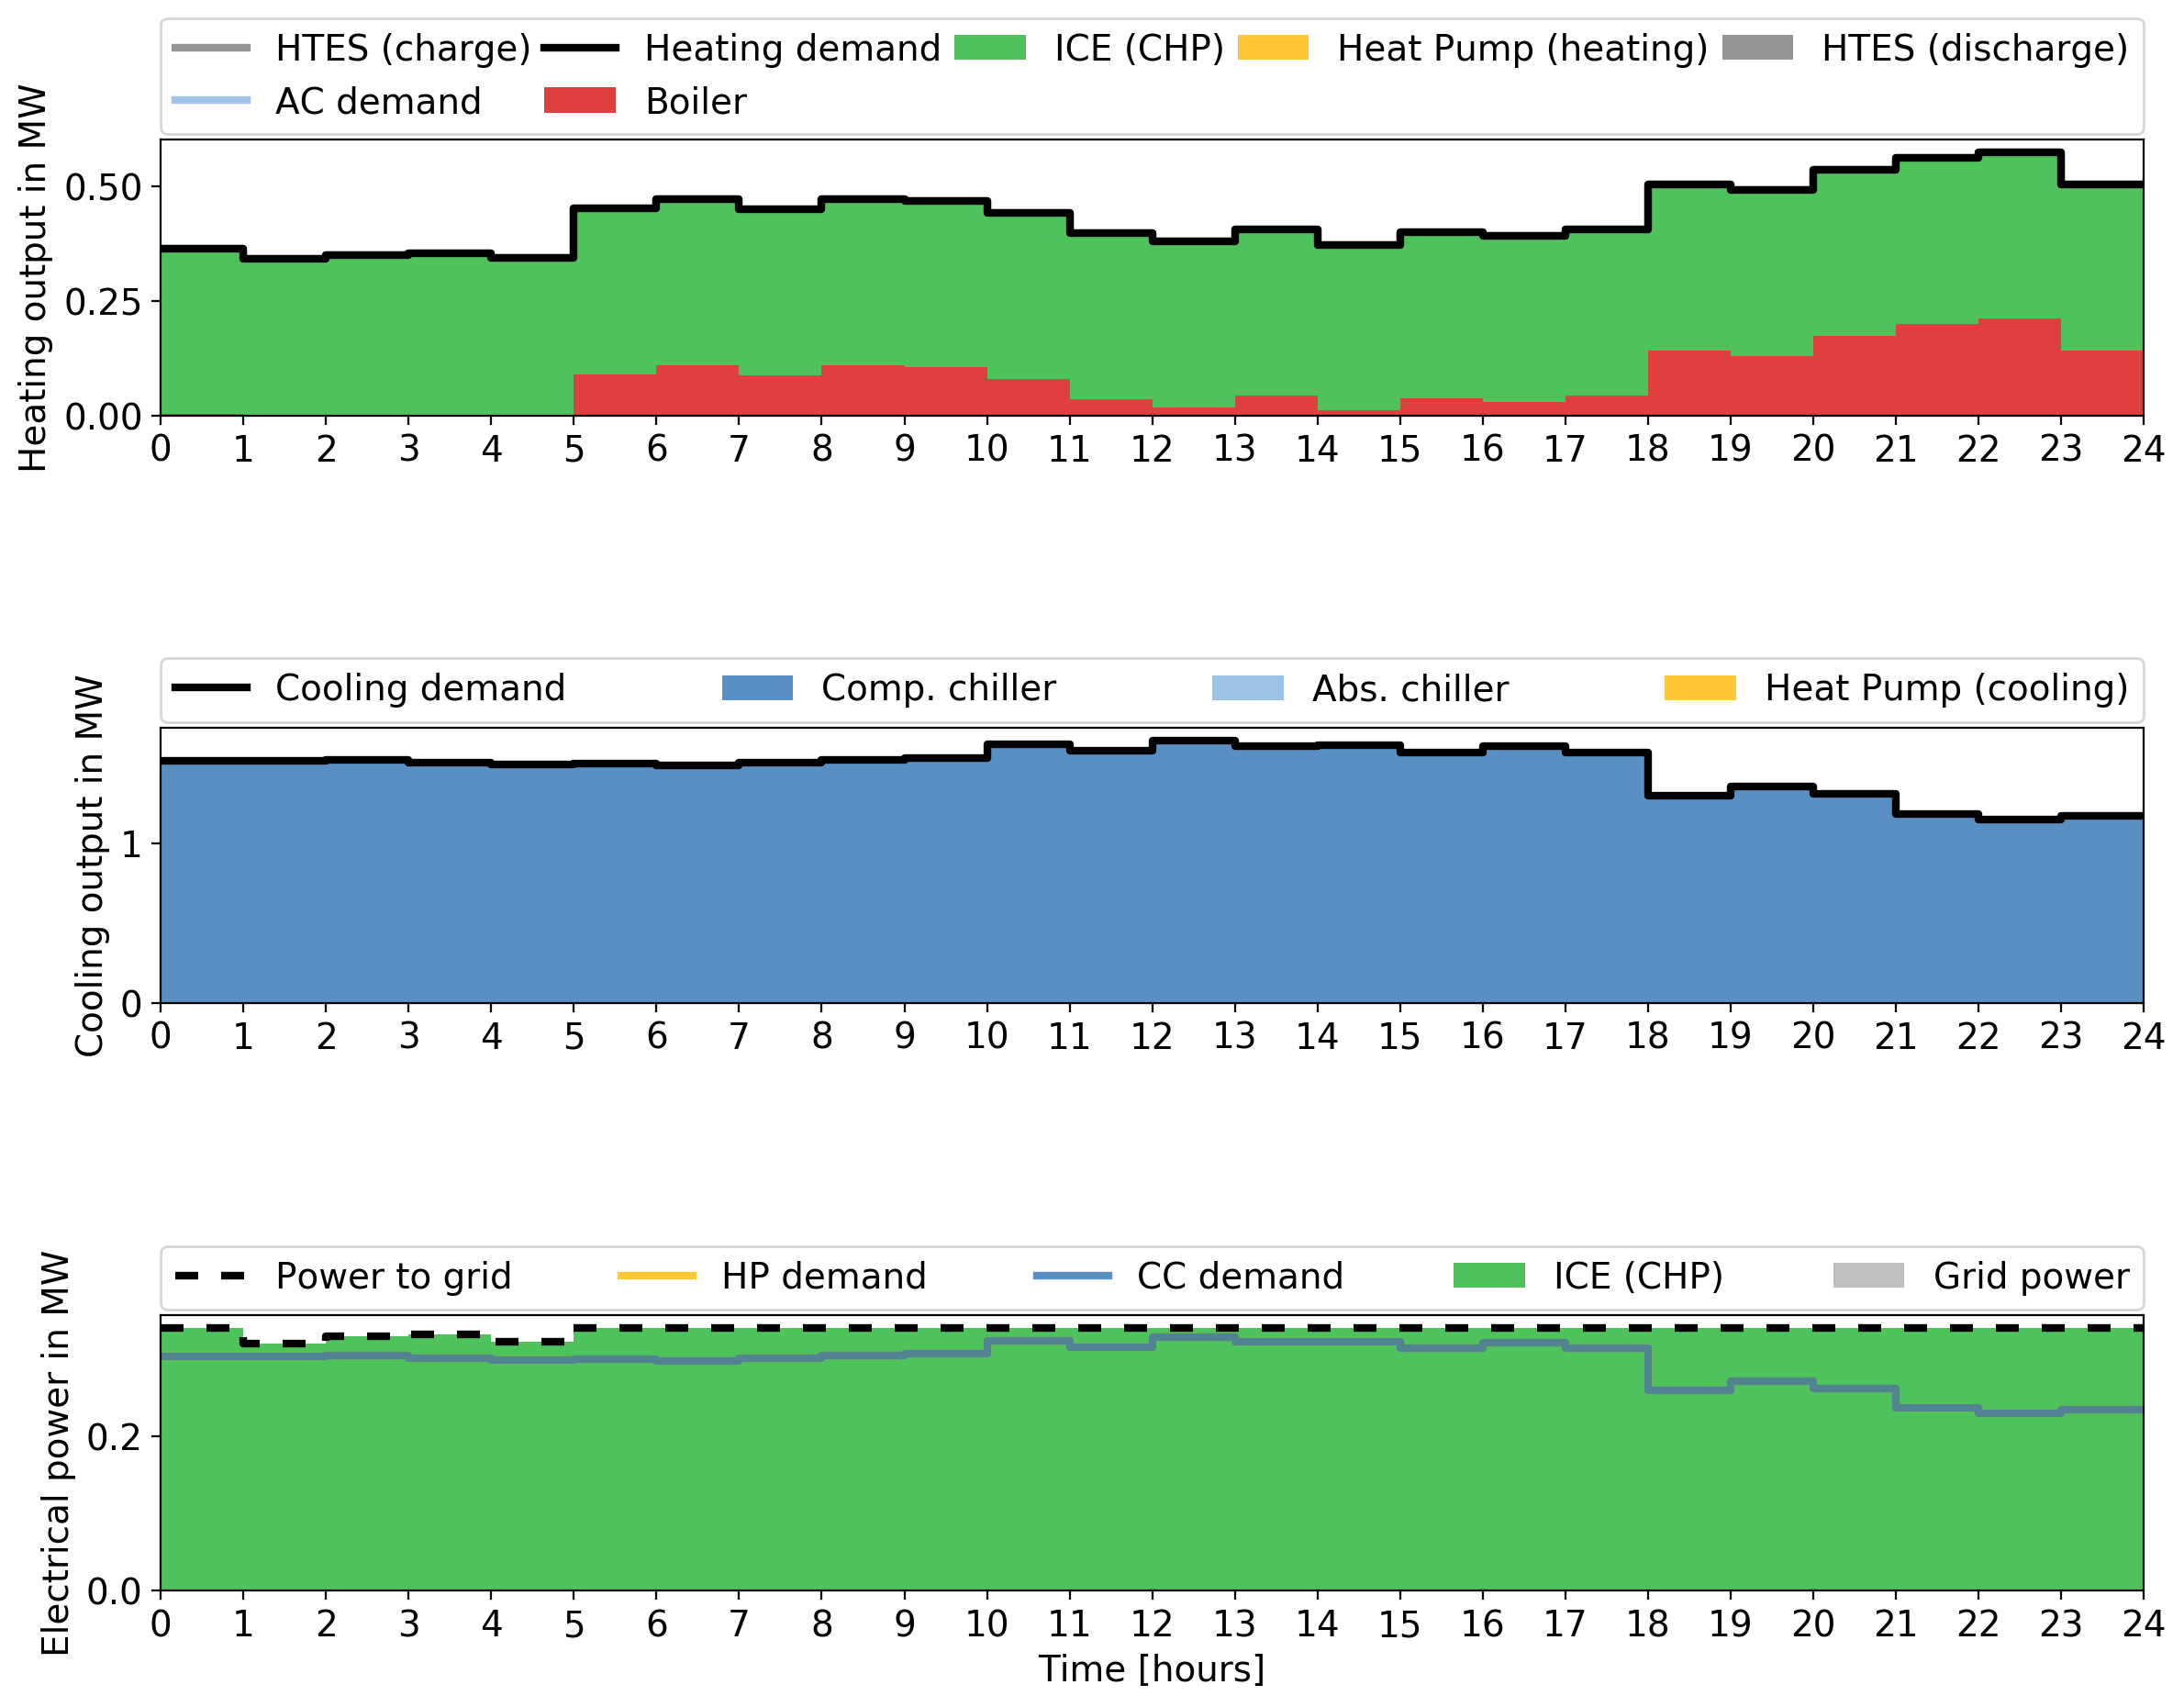 HTES (charge) Heating demand ICE (CHP) Heat Pump (heating) HTES (discharge)
AC demand Boiler
Heating output in MW
0.50
0.25
0.00
0 1 2 3 4 5 6 7 8 9 10 11 12 13 14 15 16 17 18 19 20 21 22 23 24
Cooling demand Comp. chiller Abs. chiller Heat Pump (cooling)
Cooling output in MW
1
0
0 1 2 3 4 5 6 7 8 9 10 11 12 13 14 15 16 17 18 19 20 21 22 23 24
Power to grid HP demand CC demand ICE (CHP) Grid power
Electrical power in MW
0.2
0.0
0 1 2 3 4 5 6 7 8 9 10 11 12 13 14 15 16 17 18 19 20 21 22 23 24
Time [hours]